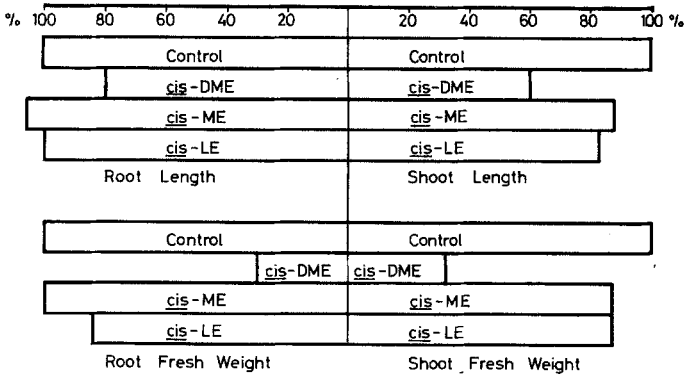 % 100 80 60 40 20 20 40 60 80 100 %
Control Control
cis-DME cis-DME
cis-ME cis-ME
cis-LE cis-LE
Root Length Shoot Length
Control Control
cis-DME cis-DME
cis-ME cis-ME
cis-LE cis-LE
Root Fresh Weight Shoot Fresh Weight